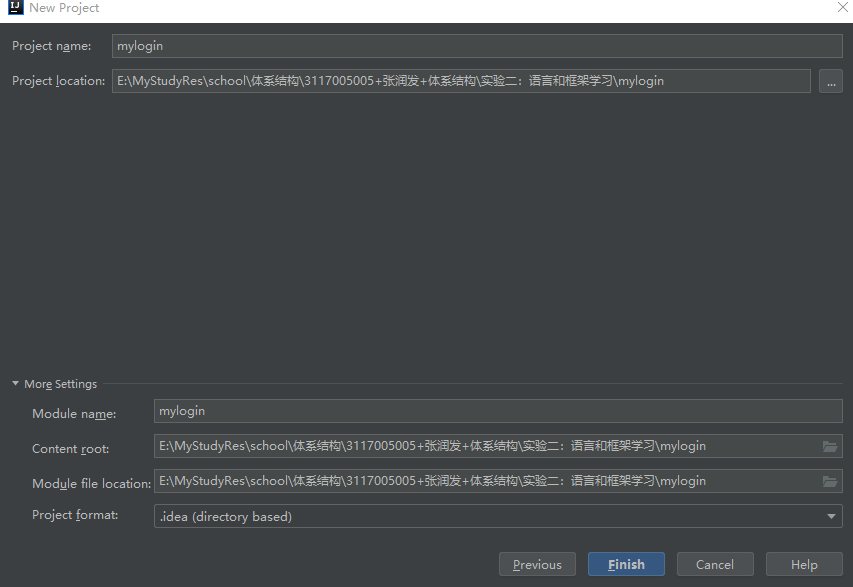 IJ New Project
Project name: mylogin
Project location: E:\MyStudyRes\school\体系结构\3117005005+张润发+体系结构\实验二：语言和框架学习\mylogin ...
More Settings
Module name: mylogin
Content root: E:\MyStudyRes\school\体系结构\3117005005+张润发+体系结构\实验二：语言和框架学习\mylogin
Module file location: E:\MyStudyRes\school\体系结构\3117005005+张润发+体系结构\实验二：语言和框架学习\mylogin
Project format: .idea (directory based)
Previous Finish Cancel Help